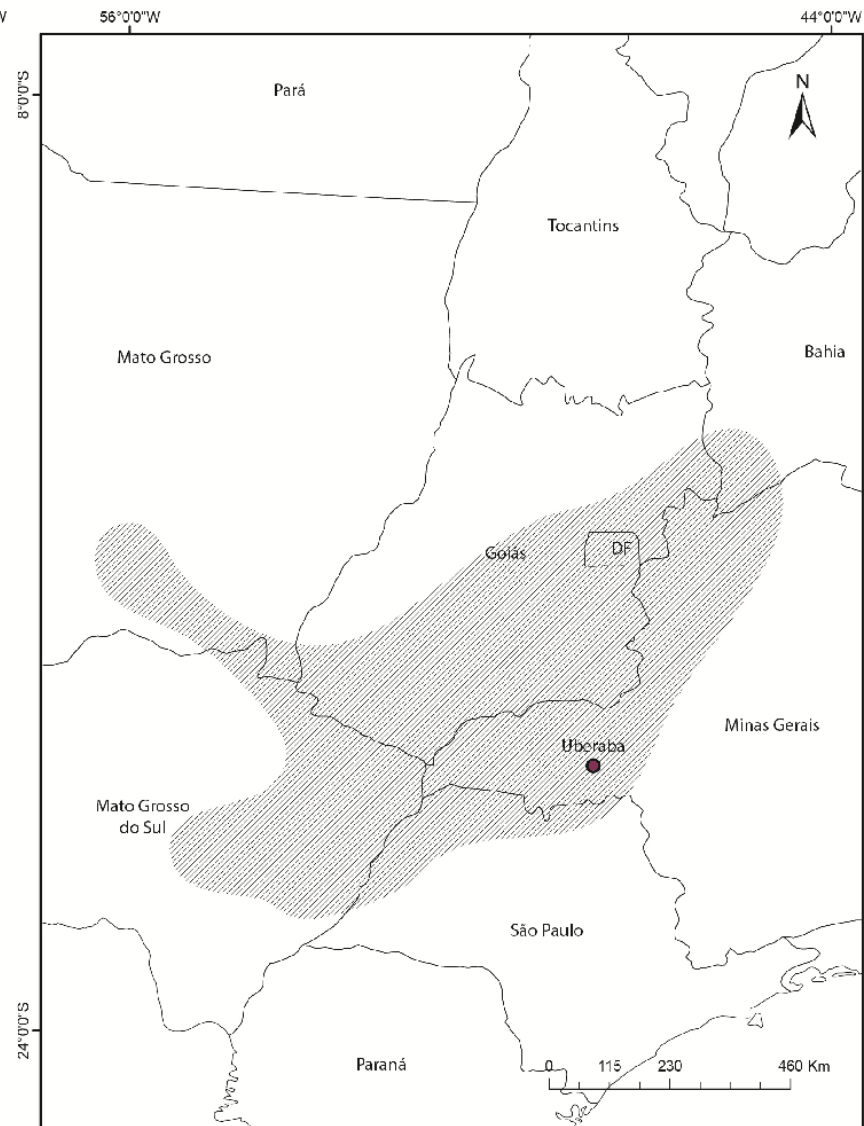 W
56°0'0"W
44°0'0"W
8°0'0"S
N
Pará
Tocantins
Mato Grosso
Bahia
Goiás
DF
Minas Gerais
Uberaba
Mato Grosso
do Sul
São Paulo
24°0'0"S
Paraná
0 115 230 460 Km